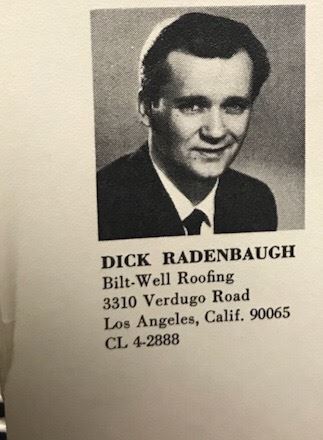 DICK RADENBAUGH
Bilt-Well Roofing
3310 Verdugo Road
Los Angeles, Calif. 90065
CL 4-2888